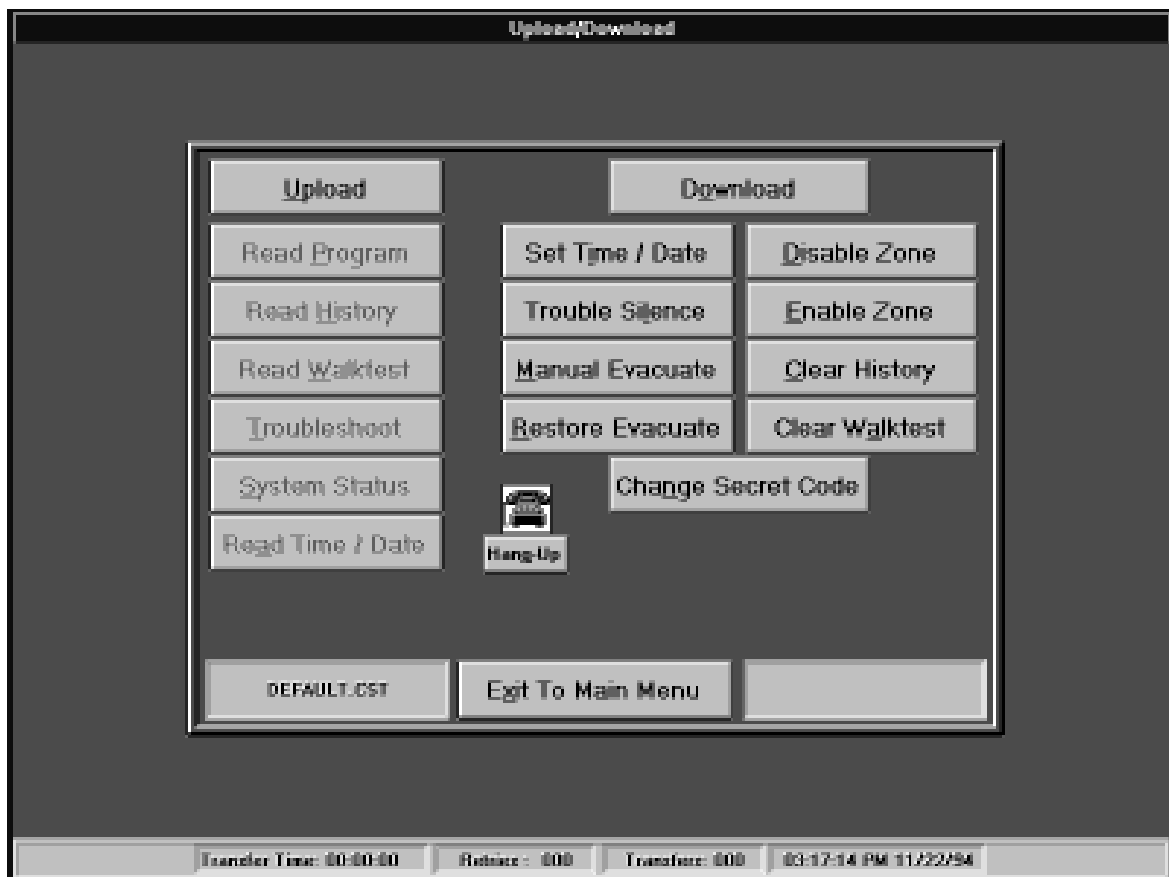 Upload/Download
Upload
Download
Read Program
Set Time / Date
Disable Zone
Read History
Trouble Silence
Enable Zone
Read Walktest
Manual Evacuate
Clear History
Troubleshoot
Restore Evacuate
Clear Walktest
System Status
Change Secret Code
Read Time / Date
Hang-Up
DEFAULT.CST
Exit To Main Menu
Transfer Time: 00:00:00
Retries : 000
Transfers: 000
03:17:14 PM 11/22/94